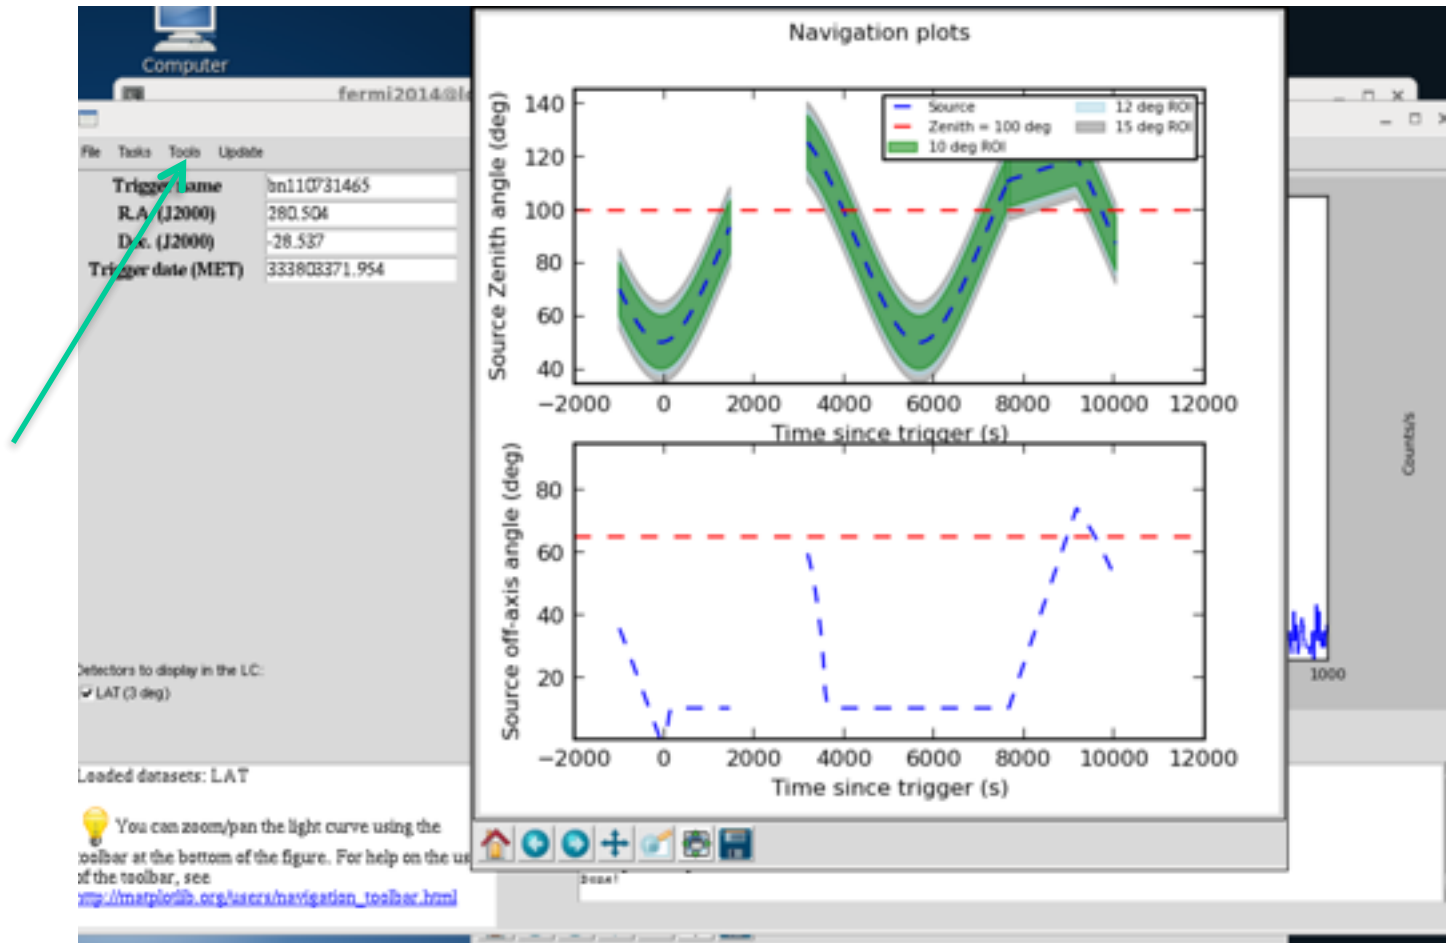 Computer
fermi2014@l
File Tasks Tools Update
Trigger name bn110731465
R.A. (J2000) 280.504
Dec. (J2000) -28.537
Trigger date (MET) 333803371.954
Detectors to display in the LC:
LAT (3 deg)
Loaded datasets: LAT
You can zoom/pan the light curve using the
toolbar at the bottom of the figure. For help on the us
of the toolbar, see
http://matplotlib.org/users/navigation_toolbar.html
Navigation plots
Source Zenith angle (deg)
140
120
100
80
60
40
Source
Zenith = 100 deg
10 deg ROI
12 deg ROI
15 deg ROI
−2000 0 2000 4000 6000 8000 10000 12000
Time since trigger (s)
Source off-axis angle (deg)
80
60
40
20
−2000 0 2000 4000 6000 8000 10000 12000
Time since trigger (s)
Counts/s
1000
Done!